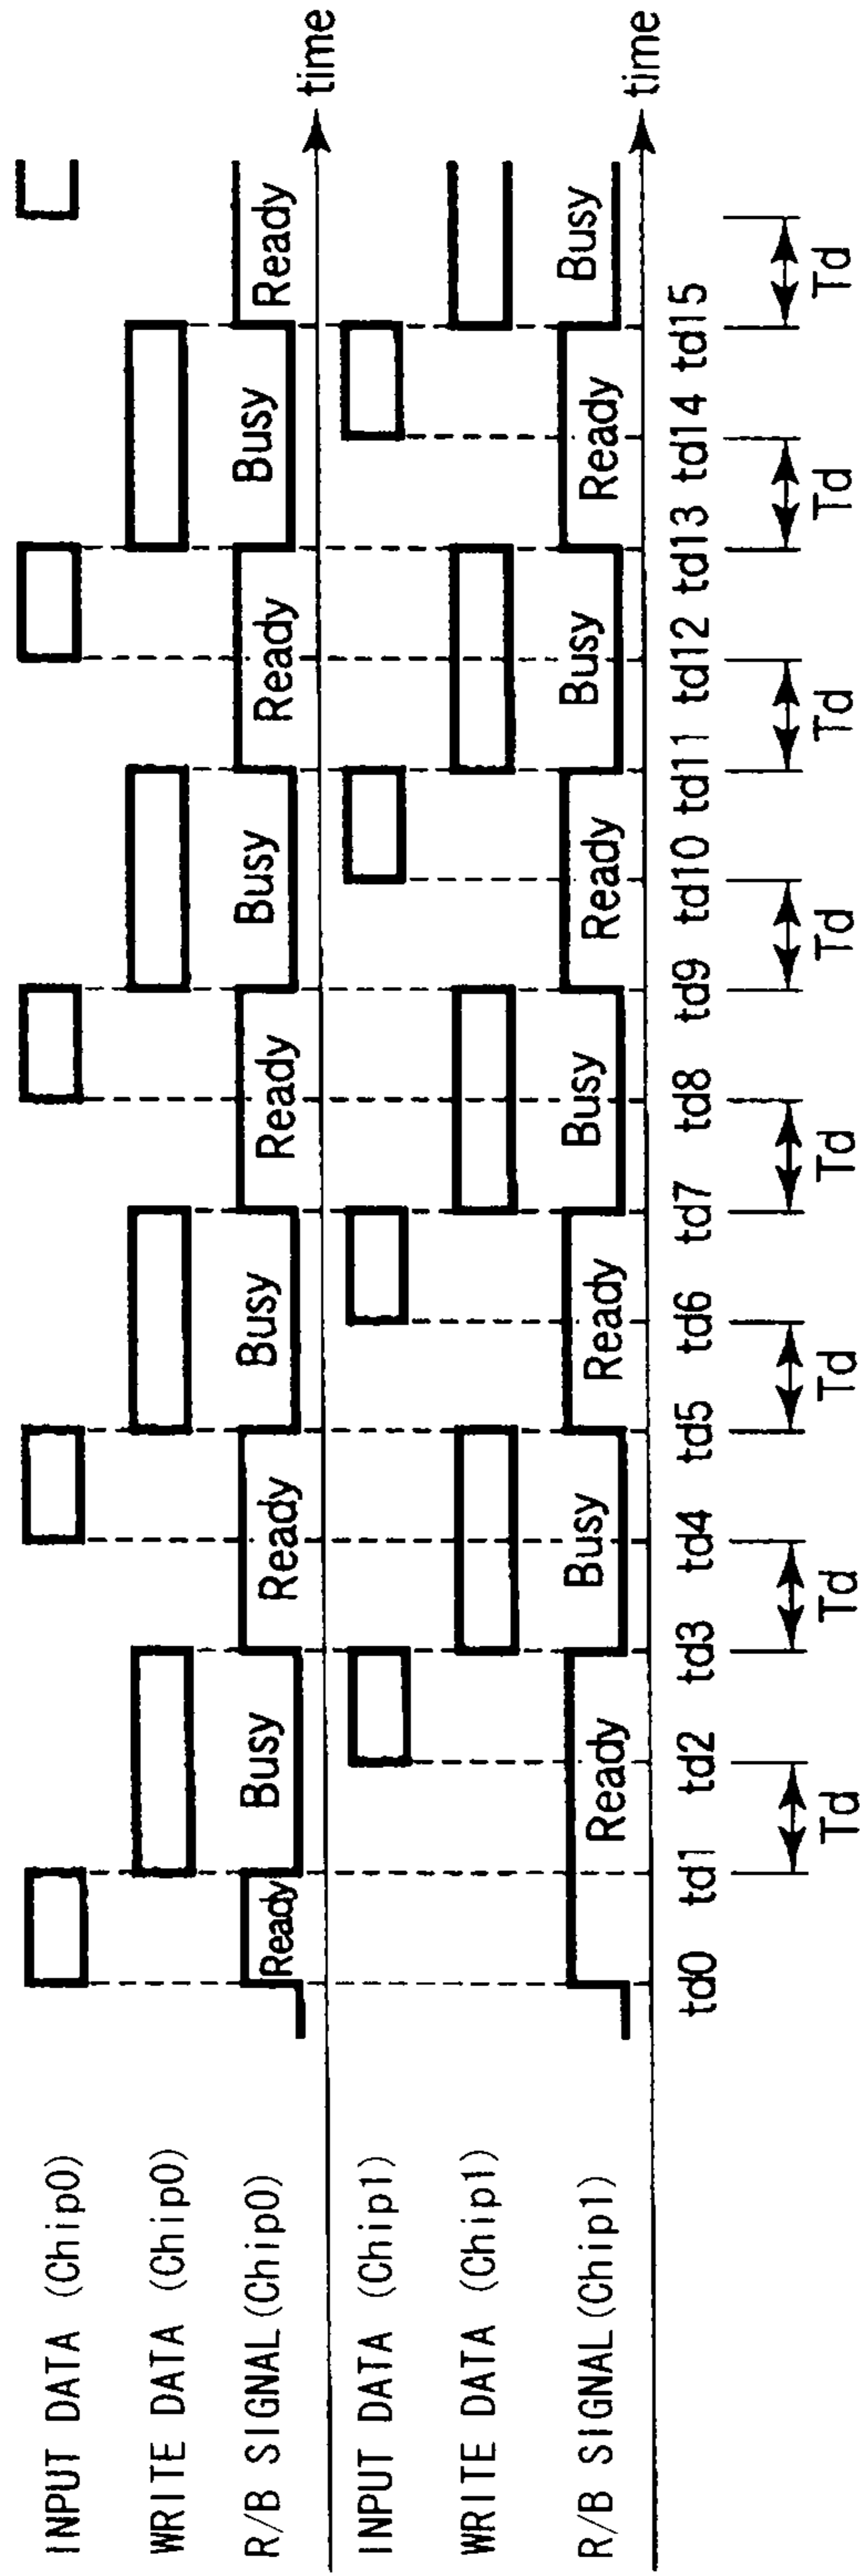 INPUT DATA (Chip0)
WRITE DATA (Chip0)
R/B SIGNAL(Chip0)
Ready Busy Ready Busy Ready Busy Ready Busy Ready
time
INPUT DATA (Chip1)
WRITE DATA (Chip1)
R/B SIGNAL(Chip1)
Ready Busy Ready Busy Ready Busy Ready Busy
time
td0 td1 td2 td3 td4 td5 td6 td7 td8 td9 td10 td11 td12 td13 td14 td15
Td Td Td Td Td Td Td Td